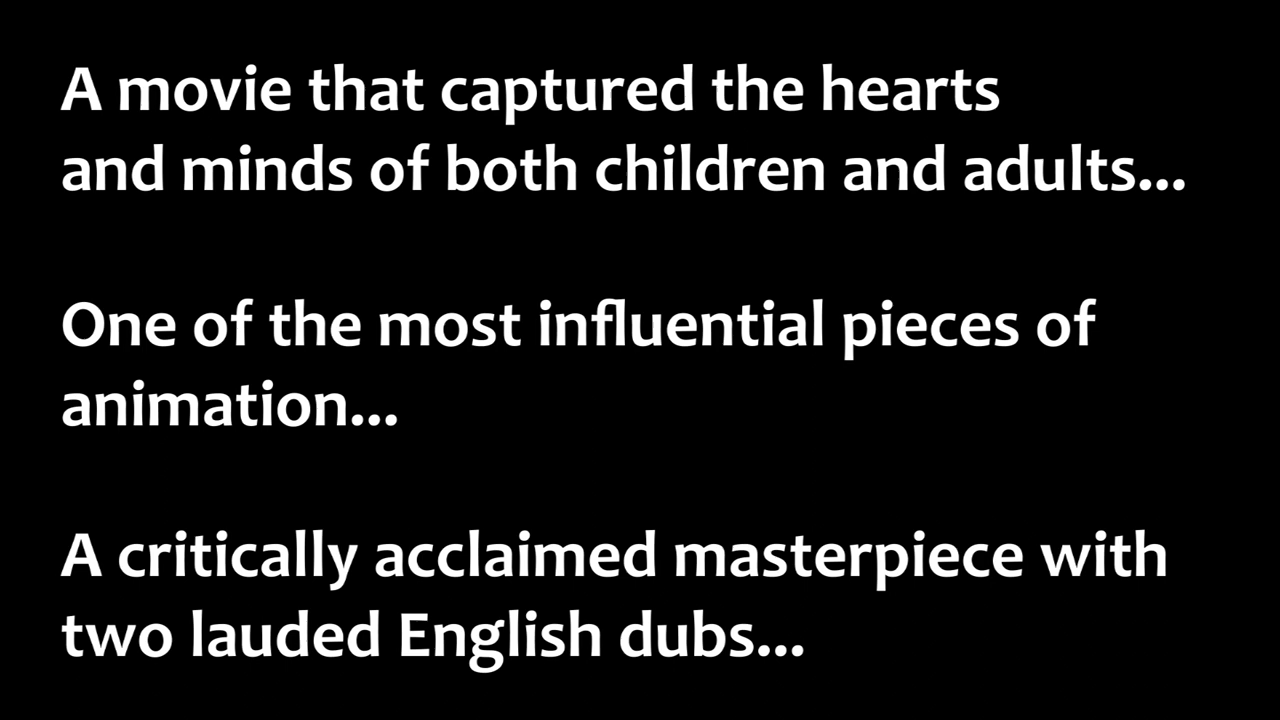 A movie that captured the hearts
and minds of both children and adults...
One of the most influential pieces of
animation...
A critically acclaimed masterpiece with
two lauded English dubs...